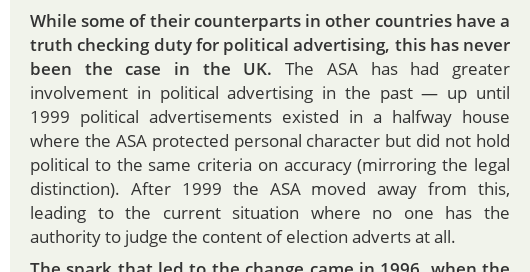 While some of their counterparts in other countries have a
truth checking duty for political advertising, this has never
been the case in the UK. The ASA has had greater
involvement in political advertising in the past — up until
1999 political advertisements existed in a halfway house
where the ASA protected personal character but did not hold
political to the same criteria on accuracy (mirroring the legal
distinction). After 1999 the ASA moved away from this,
leading to the current situation where no one has the
authority to judge the content of election adverts at all.
The spark that led to the change came in 1996, when the